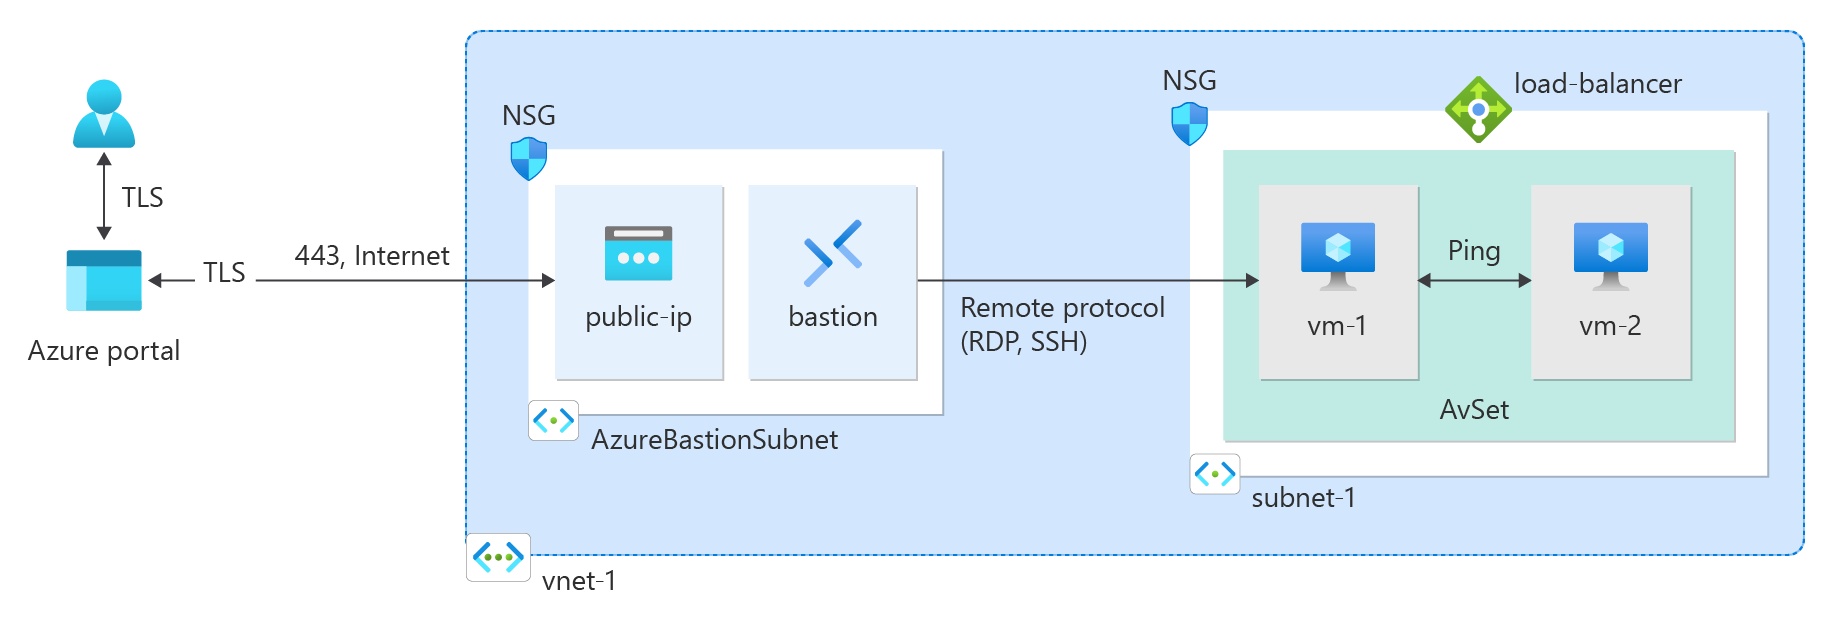 TLS
Azure portal
TLS
443, Internet
NSG
public-ip
bastion
AzureBastionSubnet
Remote protocol
(RDP, SSH)
NSG
load-balancer
vm-1
Ping
vm-2
AvSet
subnet-1
vnet-1